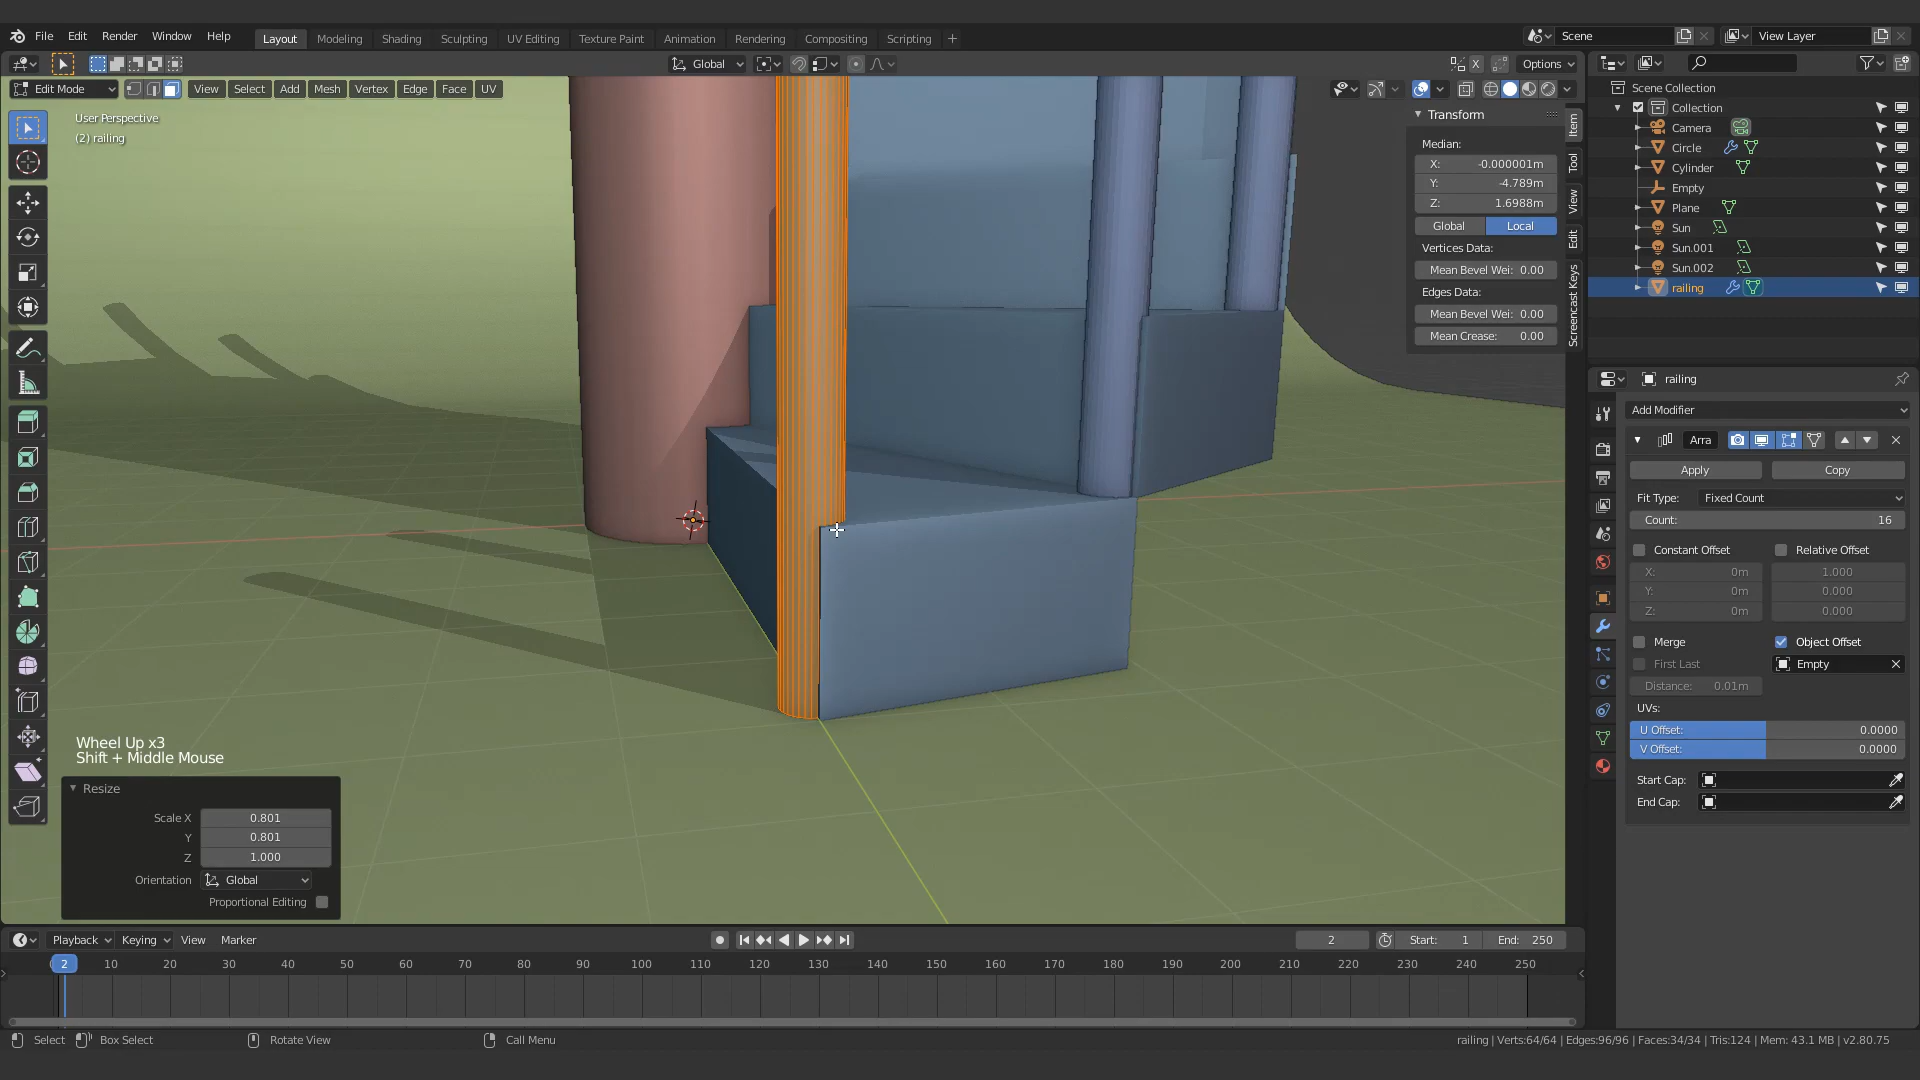 File Edit Render Window Help
Layout Modeling Shading Sculpting UV Editing Texture Paint Animation Rendering Compositing Scripting +
Scene
View Layer
Global
X Options
Edit Mode
View Select Add Mesh Vertex Edge Face UV
User Perspective
(2) railing
Transform
Median:
X: -0.000001m
Y: -4.789m
Z: 1.6988m
Global Local
Vertices Data:
Mean Bevel Wei: 0.00
Edges Data:
Mean Bevel Wei: 0.00
Mean Crease: 0.00
Item
Tool
View
Edit
Screencast Keys
Scene Collection
Collection
Camera
Circle
Cylinder
Empty
Plane
Sun
Sun.001
Sun.002
railing
railing
Add Modifier
Arra
Apply Copy
Fit Type: Fixed Count
Count: 16
Constant Offset Relative Offset
X: 0m 1.000
Y: 0m 0.000
Z: 0m 0.000
Merge Object Offset
First Last Empty
Distance: 0.01m
UVs:
U Offset: 0.0000
V Offset: 0.0000
Start Cap:
End Cap:
Wheel Up x3
Shift + Middle Mouse
Resize
Scale X 0.801
Y 0.801
Z 1.000
Orientation Global
Proportional Editing
Playback Keying View Marker
2 Start: 1 End: 250
2 10 20 30 40 50 60 70 80 90 100 110 120 130 140 150 160 170 180 190 200 210 220 230 240 250
Select Box Select Rotate View Call Menu
railing | Verts:64/64 | Edges:96/96 | Faces:34/34 | Tris:124 | Mem: 43.1 MB | v2.80.75